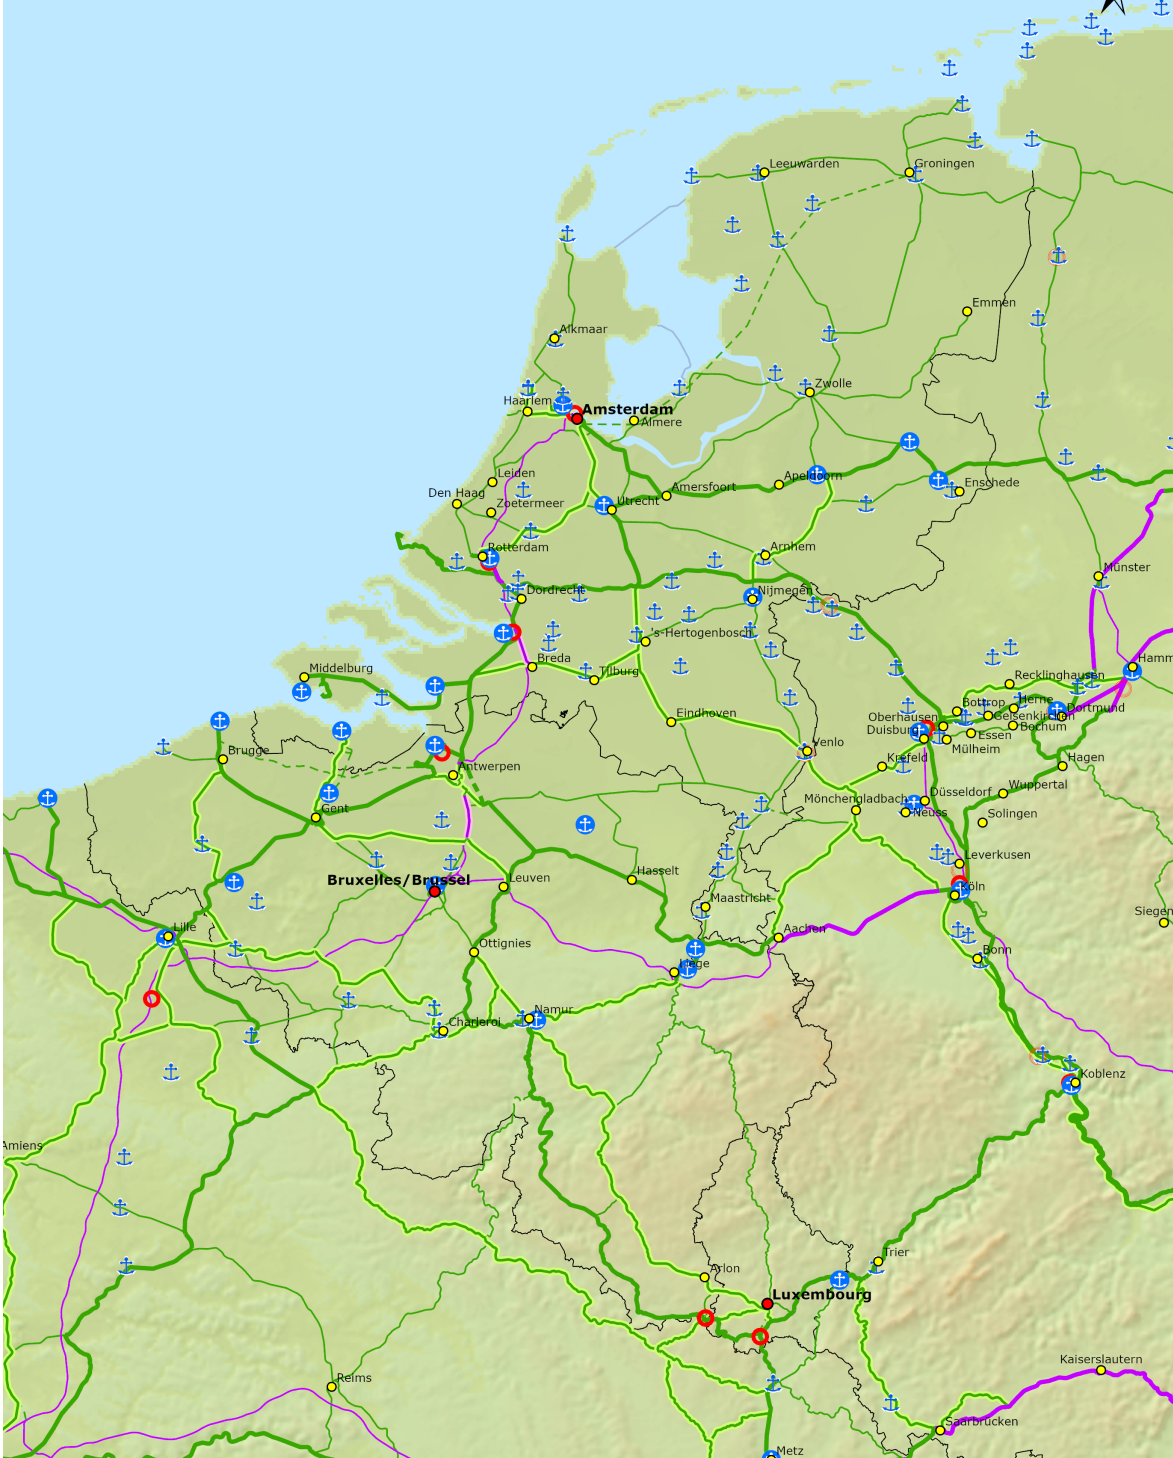 Leeuwarden
Groningen
Emmen
Alkmaar
Zwolle
Haarlem
Amsterdam
Almere
Leiden
Apeldoorn
Enschede
Amersfoort
Den Haag
Zoetermeer
Utrecht
Rotterdam
Arnhem
Münster
Dordrecht
Nijmegen
's-Hertogenbosch
Breda
Hamm
Middelburg
Tilburg
Recklinghausen
Bottrop
Herne
Dortmund
Eindhoven
Oberhausen
Gelsenkirchen
Duisburg
Bochum
Essen
Venlo
Mülheim
Brugge
Krefeld
Hagen
Antwerpen
Wuppertal
Düsseldorf
Mönchengladbach
Gent
Neuss
Solingen
Leverkusen
Bruxelles/Brussel
Leuven
Hasselt
Köln
Maastricht
Siegen
Lille
Aachen
Ottignies
Bonn
Liège
Namur
Charleroi
Koblenz
Amiens
Trier
Arlon
Luxembourg
Kaiserslautern
Reims
Saarbrücken
Metz